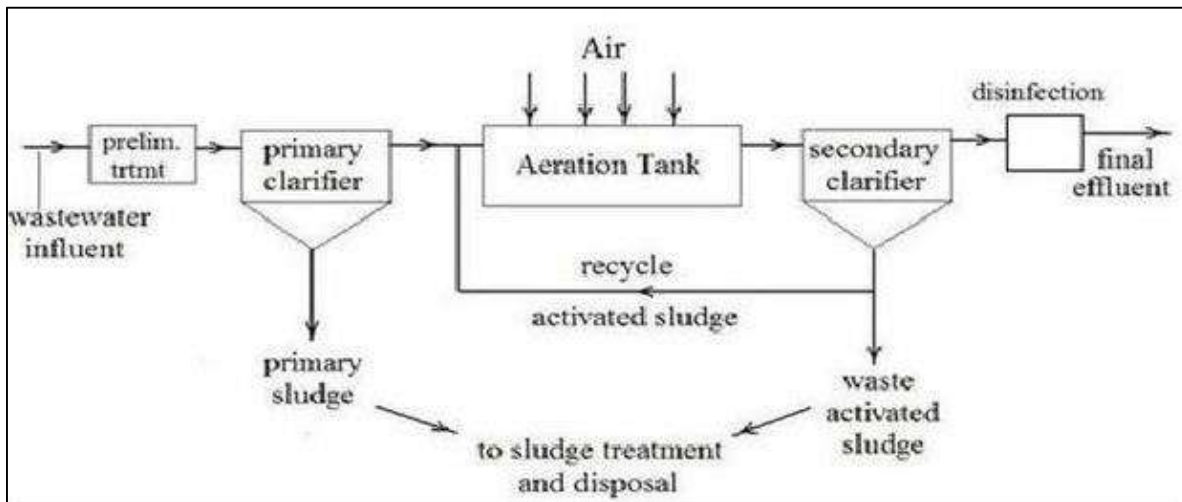 Air
disinfection
prelim.
trtmt
primary
clarifier
Aeration Tank
secondary
clarifier
final
effluent
wastewater
influent
recycle
activated sludge
primary
sludge
waste
activated
sludge
to sludge treatment
and disposal